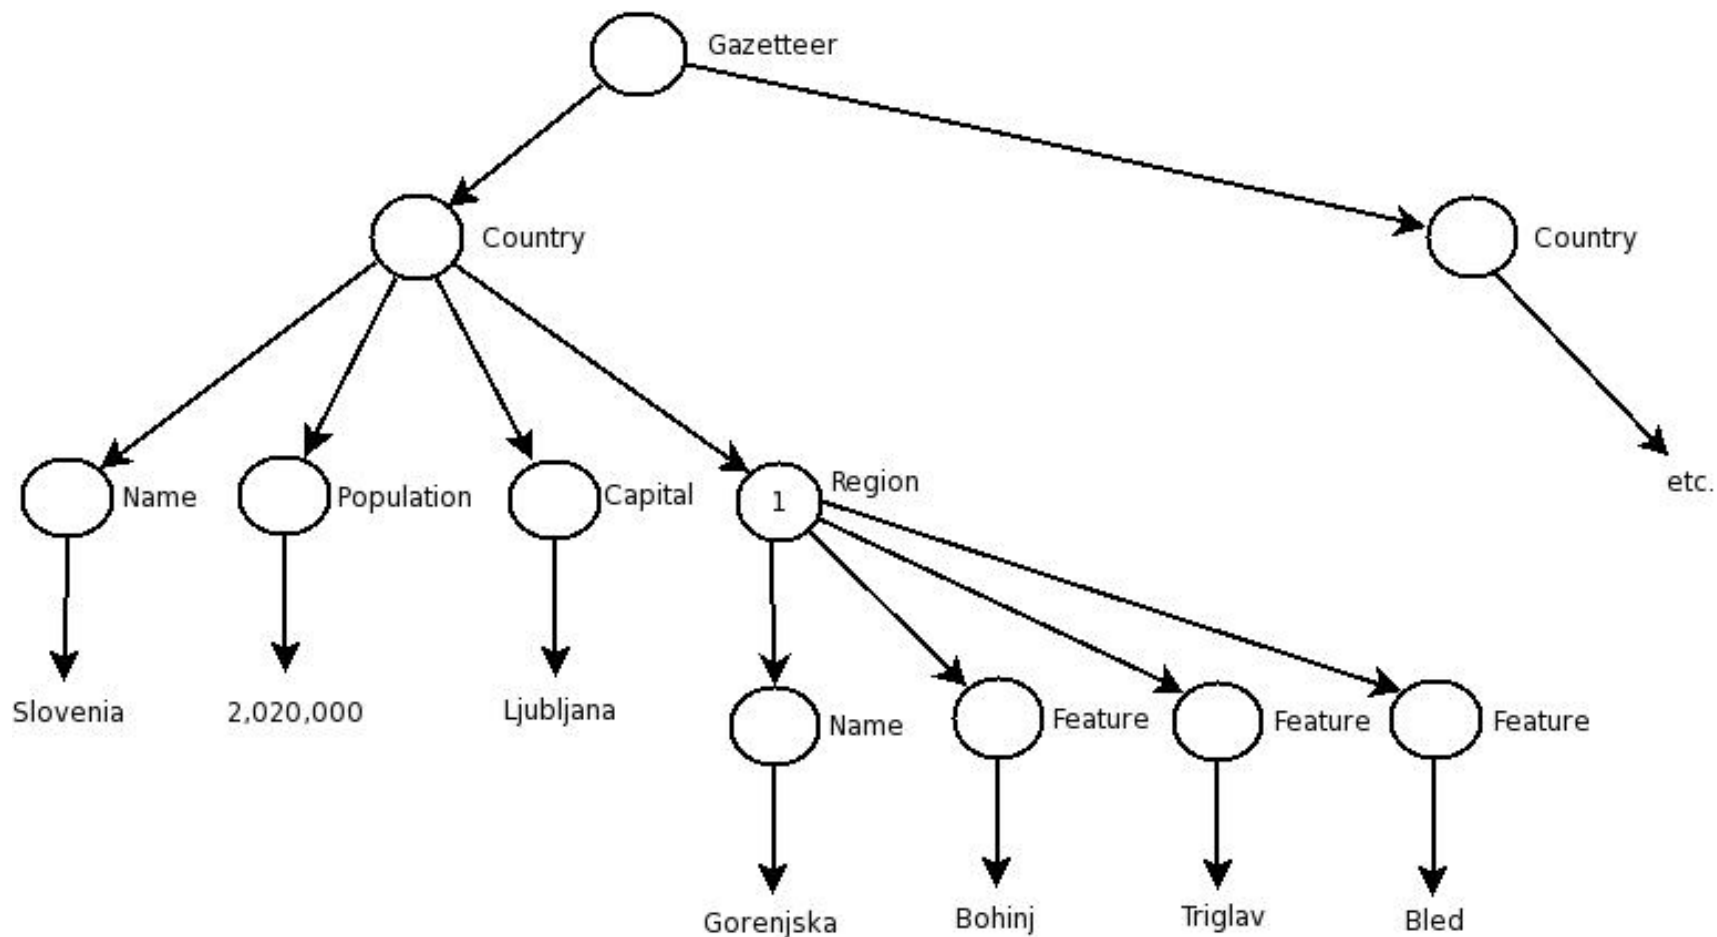 Gazetteer
Country
Country
Name
Population
Capital
1
Region
etc.
Slovenia
2,020,000
Ljubljana
Name
Feature
Feature
Feature
Gorenjska
Bohinj
Triglav
Bled